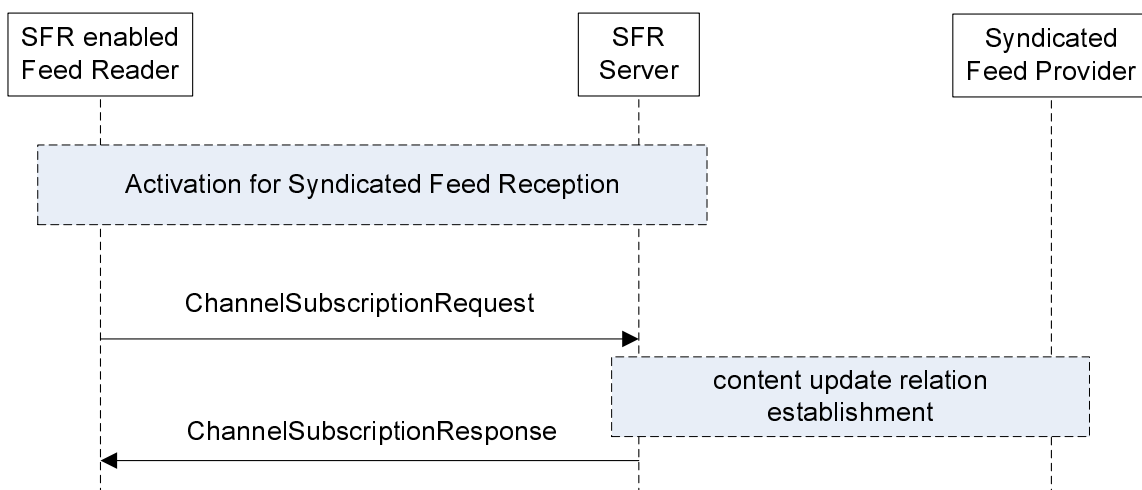 SFR enabled
Feed Reader
SFR
Server
Syndicated
Feed Provider
Activation for Syndicated Feed Reception
ChannelSubscriptionRequest
content update relation
establishment
ChannelSubscriptionResponse